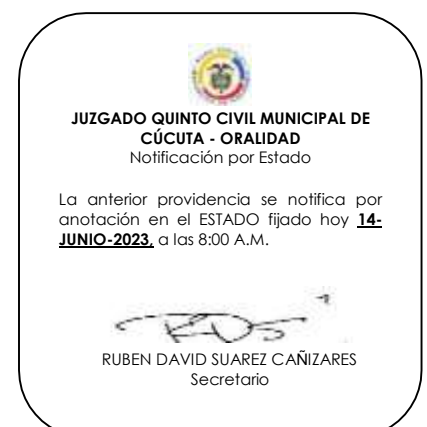 JUZGADO QUINTO CIVIL MUNICIPAL DE
CÚCUTA - ORALIDAD
Notificación por Estado
La anterior providencia se notifica por
anotación en el ESTADO fijado hoy 14-
JUNIO-2023, a las 8:00 A.M.
RUBEN DAVID SUAREZ CAÑIZARES
Secretario